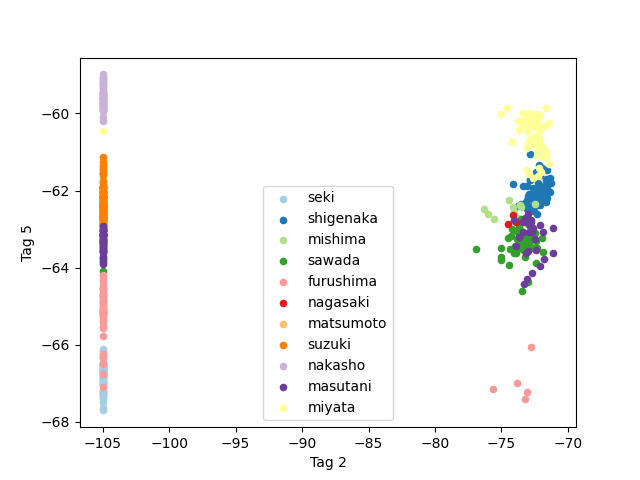 −60
−62
−64
−66
−68
Tag 5
seki
shigenaka
mishima
sawada
furushima
nagasaki
matsumoto
suzuki
nakasho
masutani
miyata
−105
−100
−95
−90
−85
−80
−75
−70
Tag 2